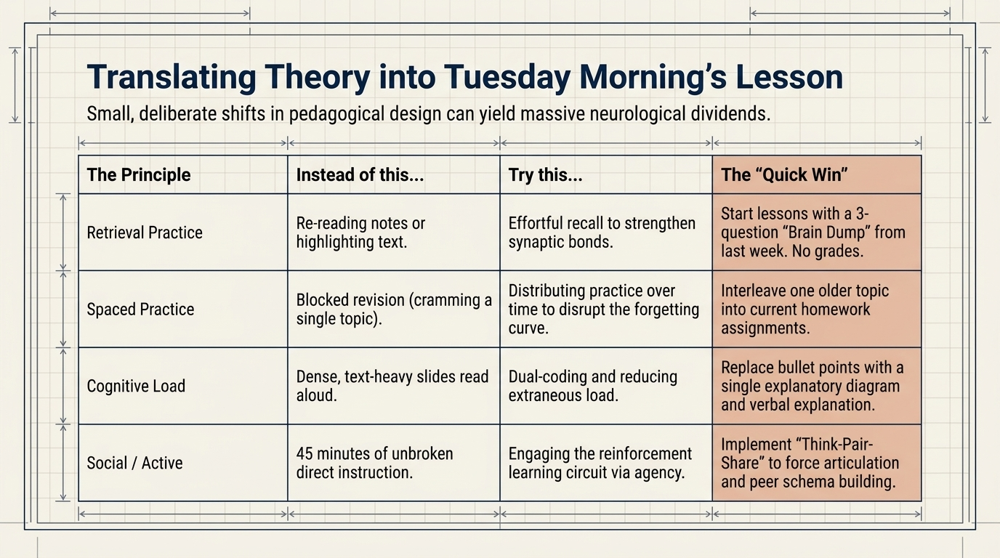 Translating Theory into Tuesday Morning’s Lesson
Small, deliberate shifts in pedagogical design can yield massive neurological dividends.
The Principle
Instead of this...
Try this...
The “Quick Win”
Retrieval Practice
Re-reading notes or
highlighting text.
Effortful recall to strengthen
synaptic bonds.
Start lessons with a 3-
question “Brain Dump” from
last week. No grades.
Spaced Practice
Blocked revision (cramming a
single topic).
Distributing practice over
time to disrupt the forgetting
curve.
Interleave one older topic
into current homework
assignments.
Cognitive Load
Dense, text-heavy slides read
aloud.
Dual-coding and reducing
extraneous load.
Replace bullet points with a
single explanatory diagram
and verbal explanation.
Social / Active
45 minutes of unbroken
direct instruction.
Engaging the reinforcement
learning circuit via agency.
Implement “Think-Pair-
Share” to force articulation
and peer schema building.